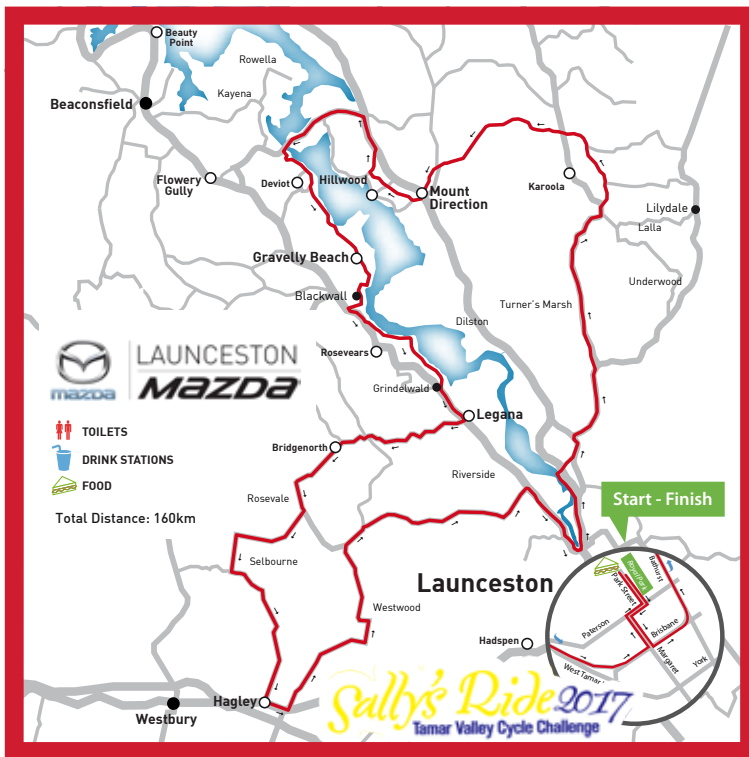 Beauty
Point
Rowella
Kayena
Beaconsfield
Flowery
Gully
Deviot
Hillwood
Mount
Direction
Karoola
Lilydale
Lalla
Underwood
Gravelly Beach
Blackwall
Turner's Marsh
Dilston
Rosevears
Grindelwald
Legana
LAUNCESTON
mazda
mazda
TOILETS
DRINK STATIONS
FOOD
Total Distance: 160km
Bridgenorth
Riverside
Rosevale
Selbourne
Westwood
Start - Finish
Launceston
Hadspen
Royal Park
Park Street
Bathurst
Paterson
Brisbane
Margaret
York
West Tamar
Hagley
Westbury
Sally's Ride 2017
Tamar Valley Cycle Challenge